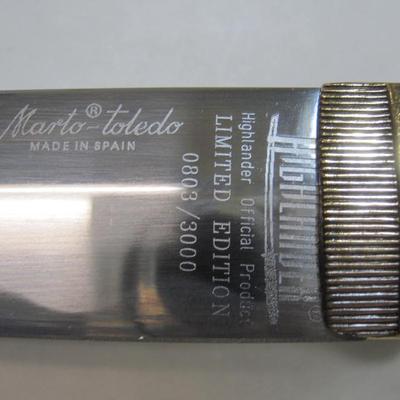 Marto®-toledo
MADE IN SPAIN
HIGHLANDER®
Highlander Official Product
LIMITED EDITION
0803/3000